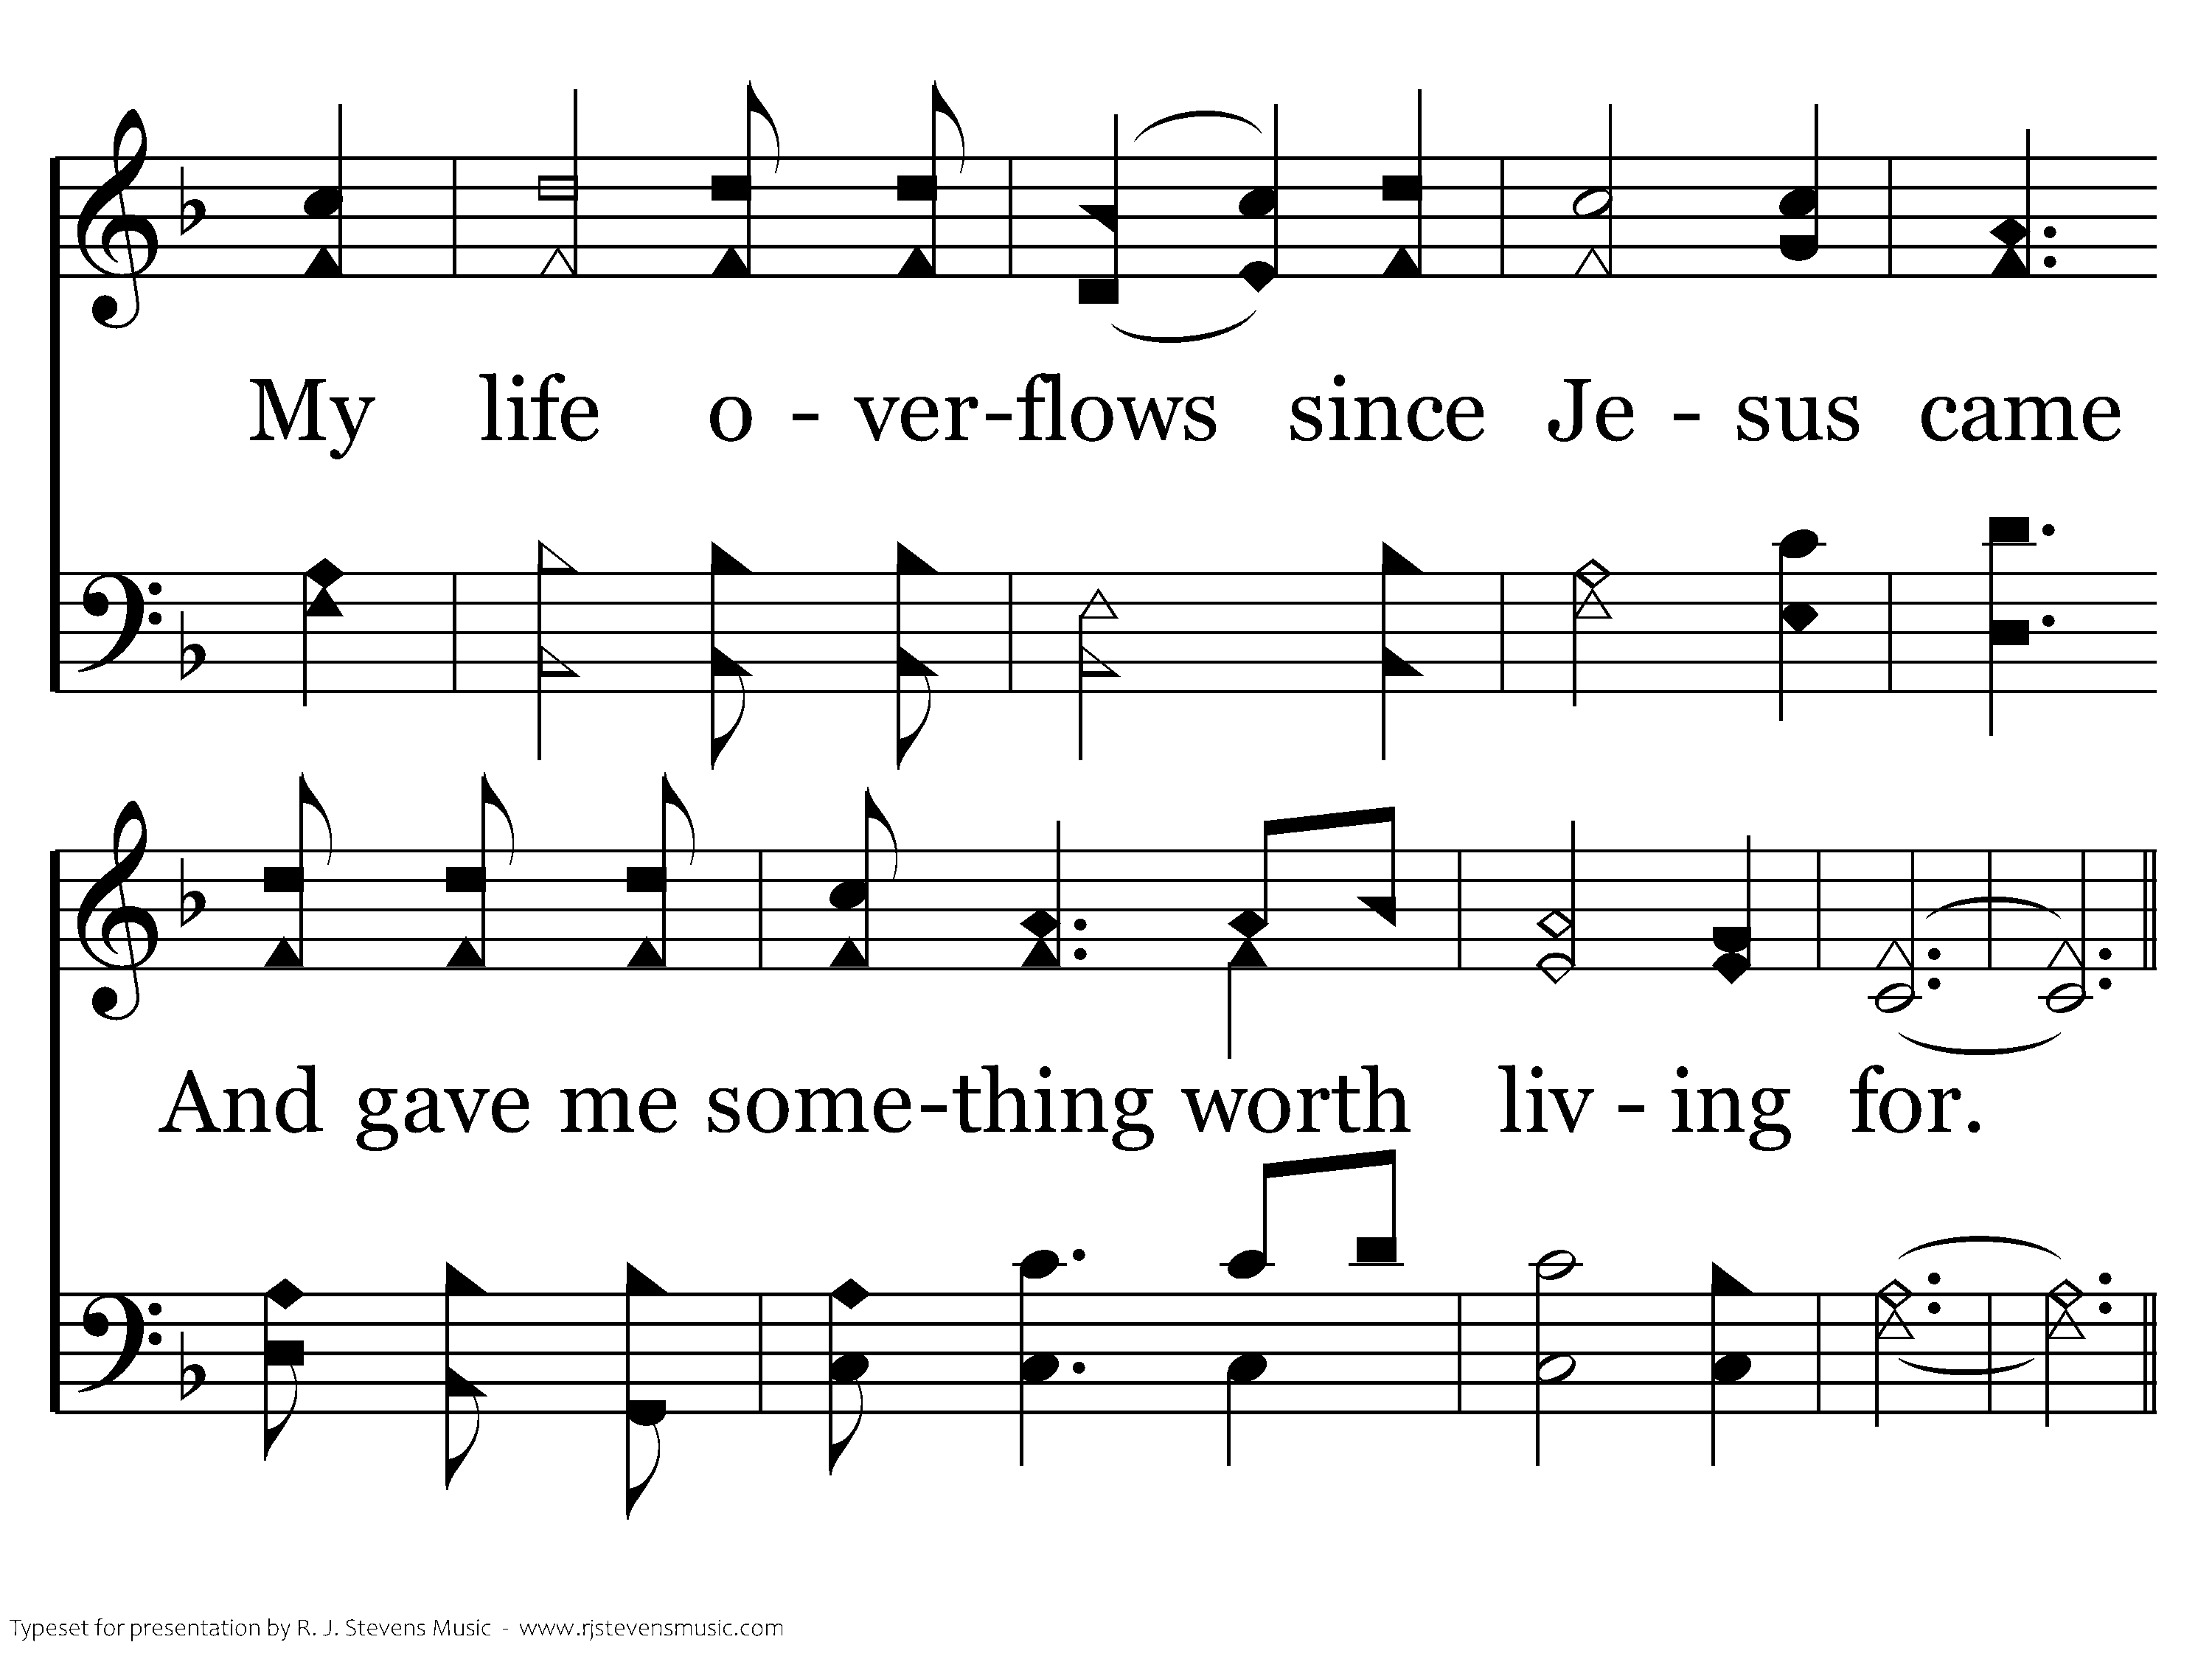 My life o - ver-flows since Je - sus came
And gave me some-thing worth liv - ing for.
Typeset for presentation by R. J. Stevens Music - www.rjstevensmusic.com